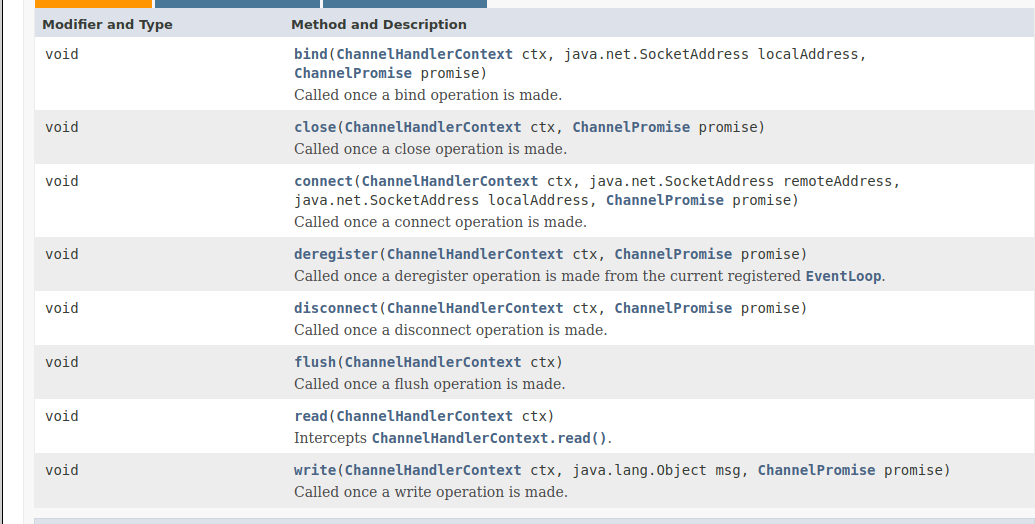 Modifier and Type Method and Description
void bind(ChannelHandlerContext ctx, java.net.SocketAddress localAddress,
ChannelPromise promise)
Called once a bind operation is made.
void close(ChannelHandlerContext ctx, ChannelPromise promise)
Called once a close operation is made.
void connect(ChannelHandlerContext ctx, java.net.SocketAddress remoteAddress,
java.net.SocketAddress localAddress, ChannelPromise promise)
Called once a connect operation is made.
void deregister(ChannelHandlerContext ctx, ChannelPromise promise)
Called once a deregister operation is made from the current registered EventLoop.
void disconnect(ChannelHandlerContext ctx, ChannelPromise promise)
Called once a disconnect operation is made.
void flush(ChannelHandlerContext ctx)
Called once a flush operation is made.
void read(ChannelHandlerContext ctx)
Intercepts ChannelHandlerContext.read().
void write(ChannelHandlerContext ctx, java.lang.Object msg, ChannelPromise promise)
Called once a write operation is made.